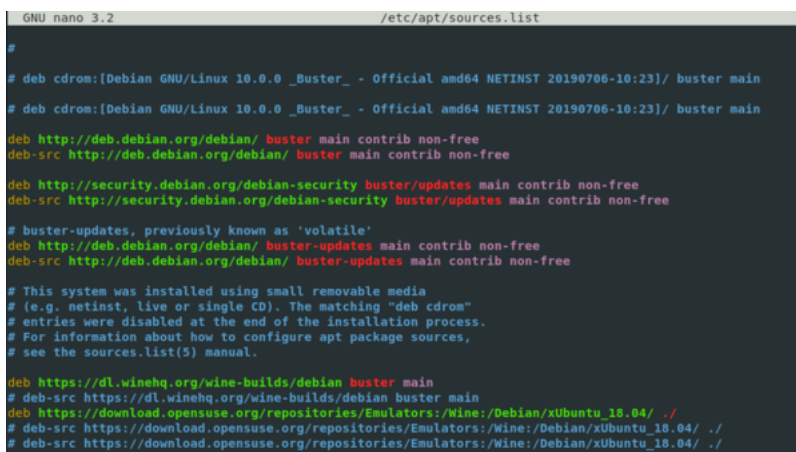 GNU nano 3.2 /etc/apt/sources.list
#
# deb cdrom:[Debian GNU/Linux 10.0.0 _Buster_ - Official amd64 NETINST 20190706-10:23]/ buster main
# deb cdrom:[Debian GNU/Linux 10.0.0 _Buster_ - Official amd64 NETINST 20190706-10:23]/ buster main
deb http://deb.debian.org/debian/ buster main contrib non-free
deb-src http://deb.debian.org/debian/ buster main contrib non-free
deb http://security.debian.org/debian-security buster/updates main contrib non-free
deb-src http://security.debian.org/debian-security buster/updates main contrib non-free
# buster-updates, previously known as 'volatile'
deb http://deb.debian.org/debian/ buster-updates main contrib non-free
deb-src http://deb.debian.org/debian/ buster-updates main contrib non-free
# This system was installed using small removable media
# (e.g. netinst, live or single CD). The matching "deb cdrom"
# entries were disabled at the end of the installation process.
# For information about how to configure apt package sources,
# see the sources.list(5) manual.
deb https://dl.winehq.org/wine-builds/debian buster main
# deb-src https://dl.winehq.org/wine-builds/debian buster main
deb https://download.opensuse.org/repositories/Emulators:/Wine:/Debian/xUbuntu_18.04/ ./
# deb-src https://download.opensuse.org/repositories/Emulators:/Wine:/Debian/xUbuntu_18.04/ ./
# deb-src https://download.opensuse.org/repositories/Emulators:/Wine:/Debian/xUbuntu_18.04/ ./